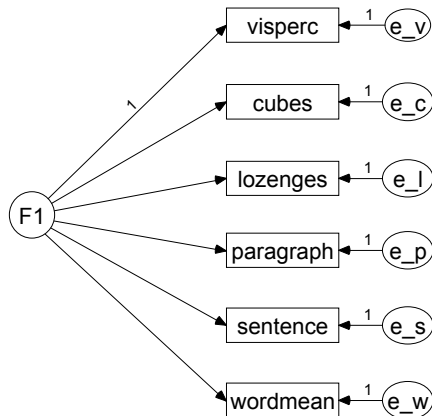 1
visperc
e_v
1
1
cubes
e_c
1
lozenges
e_l
F1
1
paragraph
e_p
1
sentence
e_s
1
wordmean
e_w